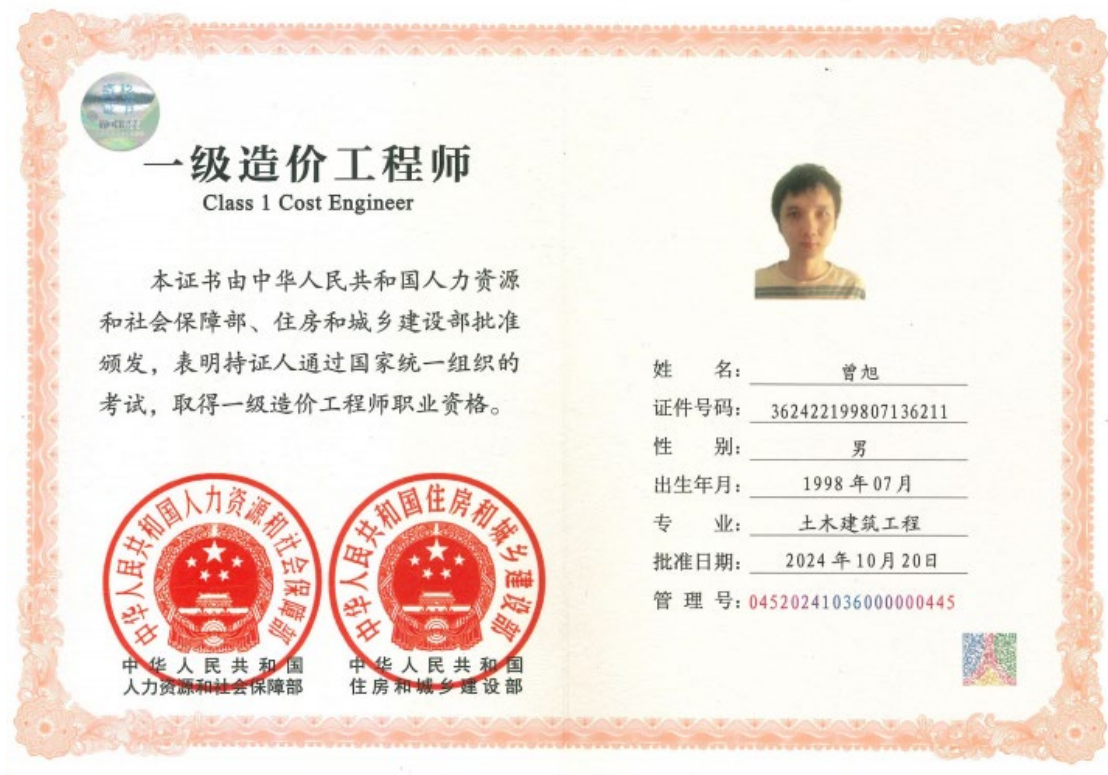 一级造价工程师
Class 1 Cost Engineer
本证书由中华人民共和国人力资源
和社会保障部、住房和城乡建设部批准
颁发，表明持证人通过国家统一组织的
考试，取得一级造价工程师职业资格。
中华人民共和国人力资源和社会保障部
中华人民共和国
人力资源和社会保障部
中华人民共和国住房和城乡建设部
中华人民共和国
住房和城乡建设部
姓 名： 曾旭
证件号码： 362422199807136211
性 别： 男
出生年月： 1998年07月
专 业： 土木建筑工程
批准日期： 2024年10月20日
管 理 号： 04520241036000000445